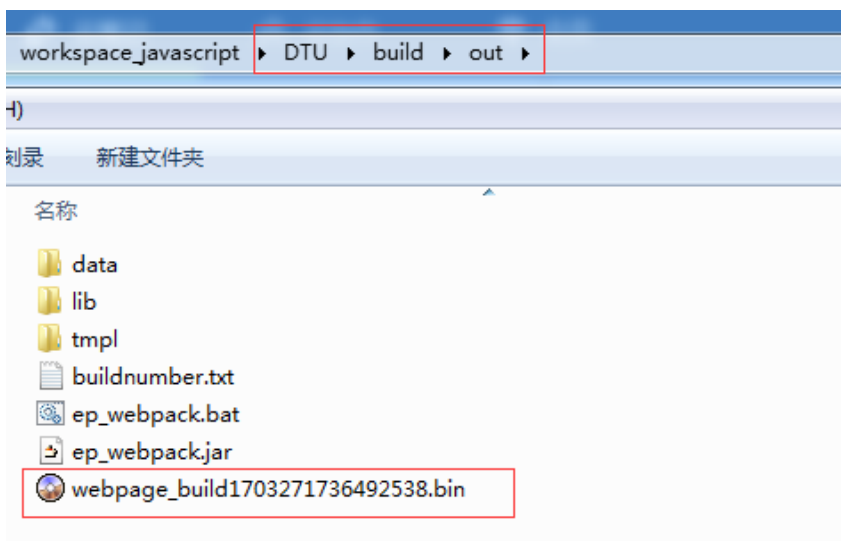 workspace_javascript ▸ DTU ▸ build ▸ out ▸
H)
刻录 新建文件夹
名称
data
lib
tmpl
buildnumber.txt
ep_webpack.bat
ep_webpack.jar
webpage_build1703271736492538.bin